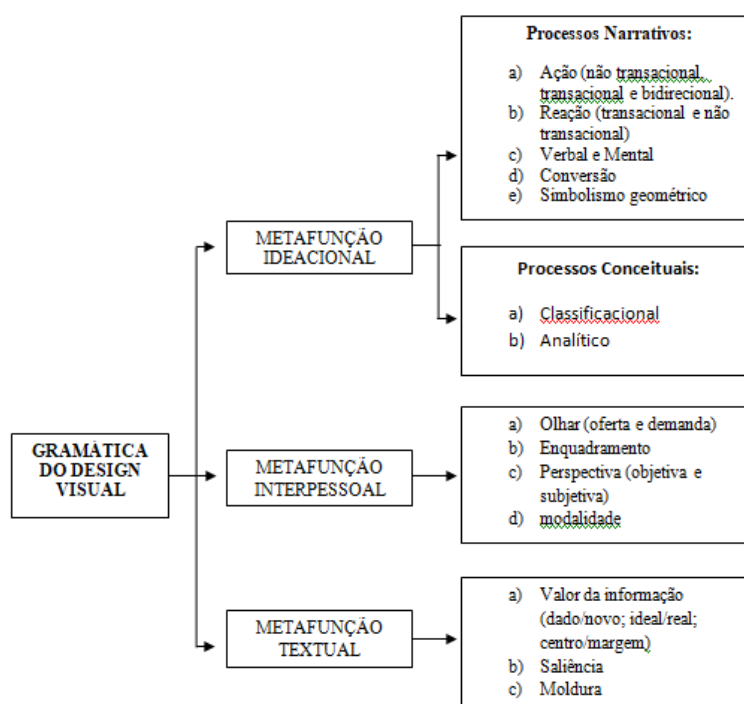 Processos Narrativos:
a) Ação (não transacional,
transacional e bidirecional).
b) Reação (transacional e não
transacional)
c) Verbal e Mental
d) Conversão
e) Simbolismo geométrico
METAFUNÇÃO
IDEACIONAL
Processos Conceituais:
a) Classificacional
b) Analítico
GRAMÁTICA
DO DESIGN
VISUAL
METAFUNÇÃO
INTERPESSOAL
a) Olhar (oferta e demanda)
b) Enquadramento
c) Perspectiva (objetiva e
subjetiva)
d) modalidade
METAFUNÇÃO
TEXTUAL
a) Valor da informação
(dado/novo; ideal/real;
centro/margem)
b) Saliência
c) Moldura